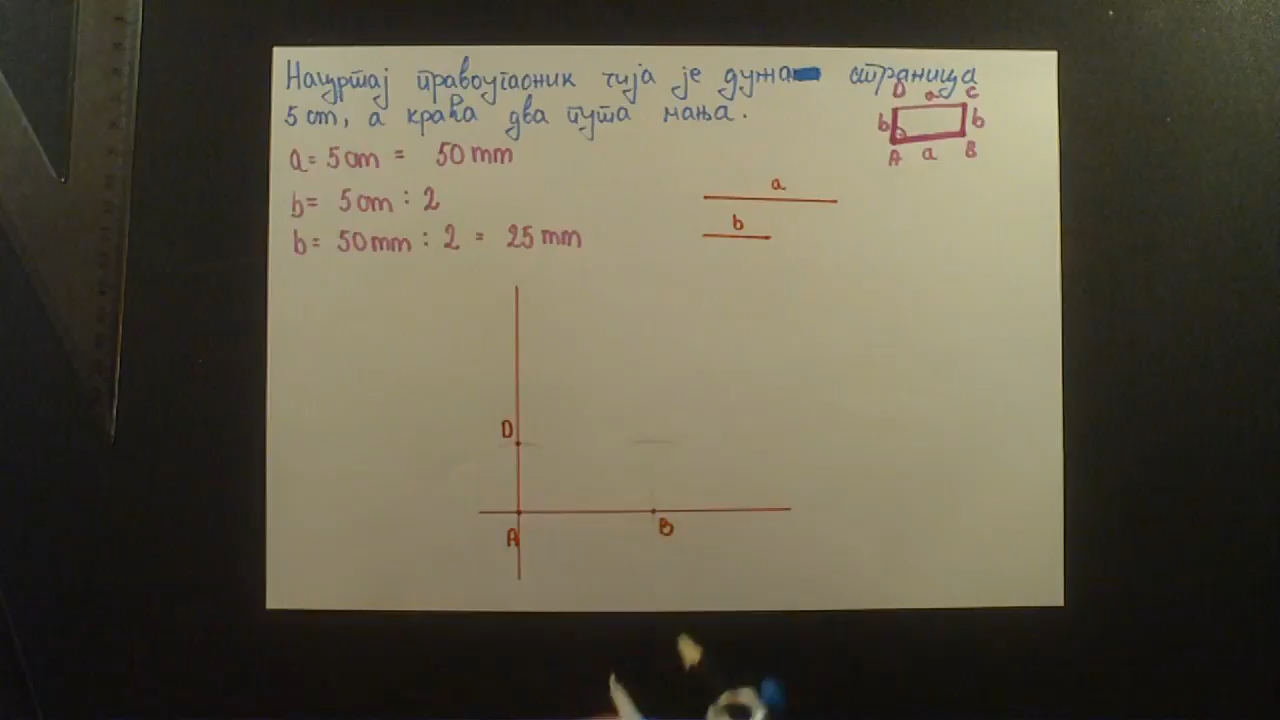 Нацртај правоугаоник чија је дужа страница
5 cm, а краћа два пута мања.
a = 5 cm = 50 mm
b = 5 cm : 2
b = 50 mm : 2 = 25 mm
D a C
b b
A a B
a
b
D
A B